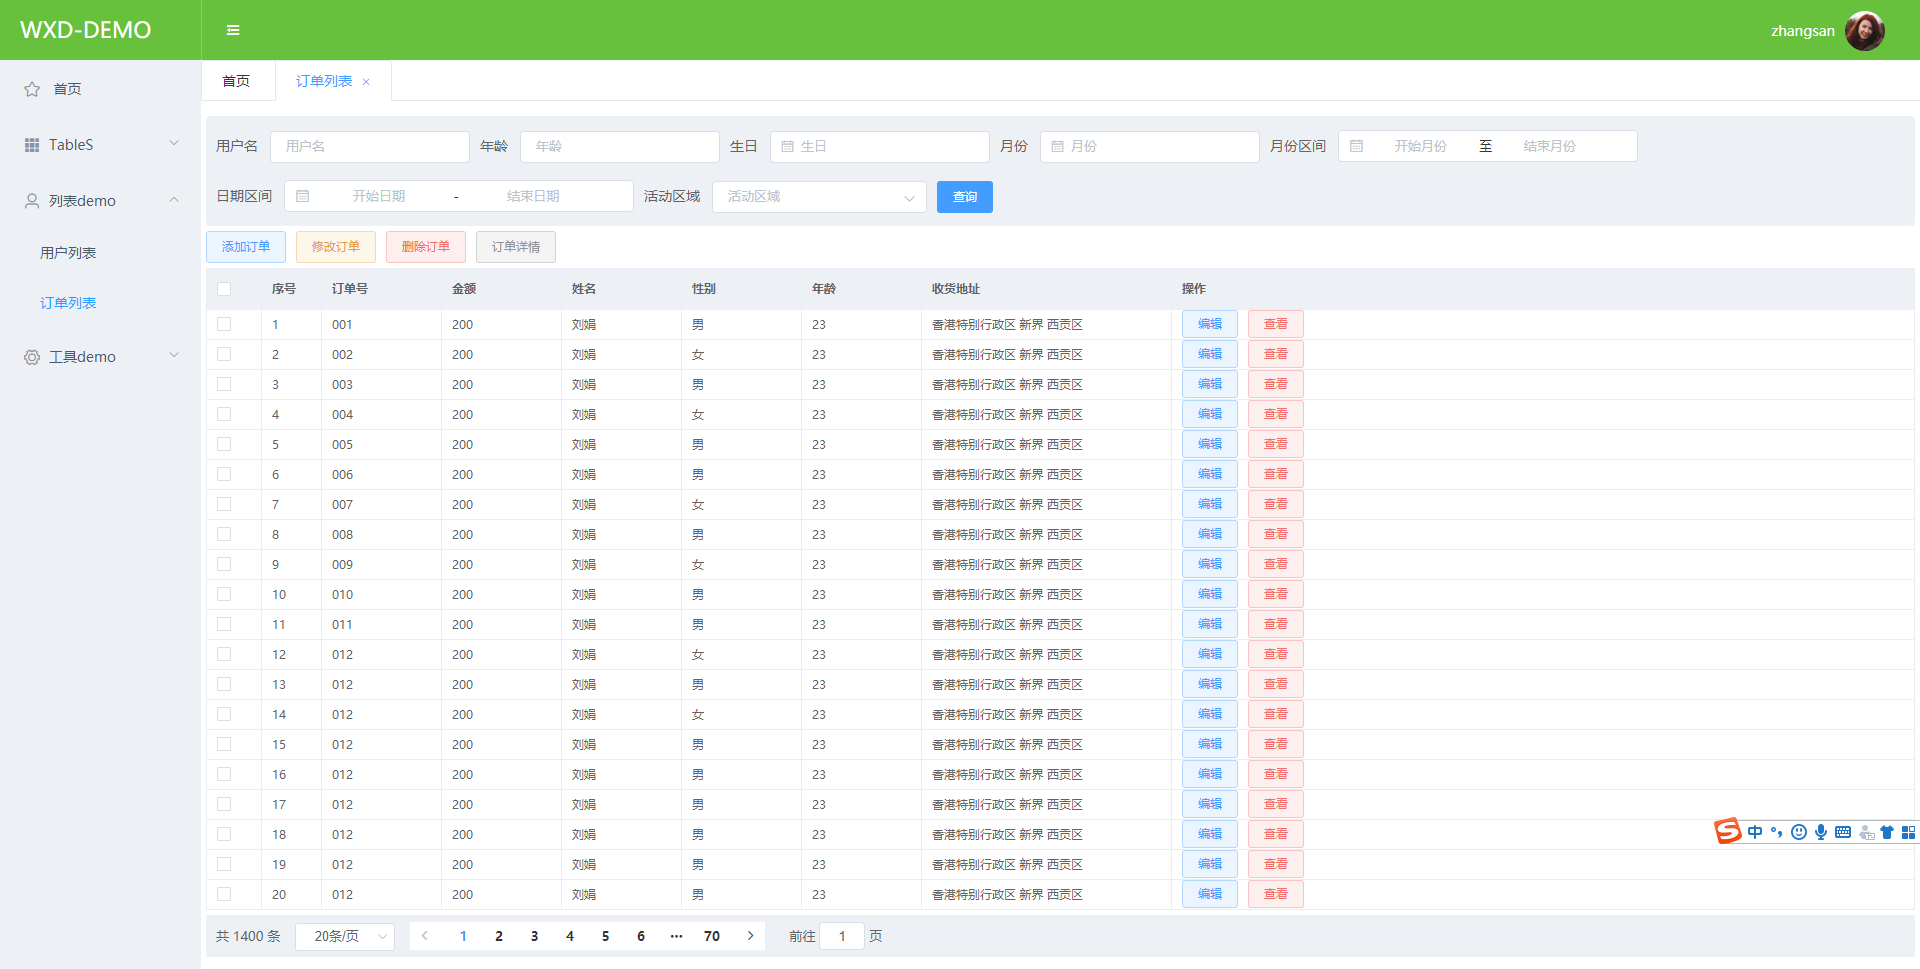 WXD-DEMO
zhangsan
首页
TableS
列表demo
用户列表
订单列表
工具demo
首页 订单列表 ×
用户名 用户名 年龄 年龄 生日 生日 月份 月份 月份区间 开始月份 至 结束月份
日期区间 开始日期 - 结束日期 活动区域 活动区域 查询
添加订单 修改订单 删除订单 订单详情
序号 订单号 金额 姓名 性别 年龄 收货地址 操作
1 001 200 刘娟 男 23 香港特别行政区 新界 西贡区 编辑 查看
2 002 200 刘娟 女 23 香港特别行政区 新界 西贡区 编辑 查看
3 003 200 刘娟 男 23 香港特别行政区 新界 西贡区 编辑 查看
4 004 200 刘娟 女 23 香港特别行政区 新界 西贡区 编辑 查看
5 005 200 刘娟 男 23 香港特别行政区 新界 西贡区 编辑 查看
6 006 200 刘娟 男 23 香港特别行政区 新界 西贡区 编辑 查看
7 007 200 刘娟 女 23 香港特别行政区 新界 西贡区 编辑 查看
8 008 200 刘娟 男 23 香港特别行政区 新界 西贡区 编辑 查看
9 009 200 刘娟 女 23 香港特别行政区 新界 西贡区 编辑 查看
10 010 200 刘娟 男 23 香港特别行政区 新界 西贡区 编辑 查看
11 011 200 刘娟 男 23 香港特别行政区 新界 西贡区 编辑 查看
12 012 200 刘娟 女 23 香港特别行政区 新界 西贡区 编辑 查看
13 012 200 刘娟 男 23 香港特别行政区 新界 西贡区 编辑 查看
14 012 200 刘娟 女 23 香港特别行政区 新界 西贡区 编辑 查看
15 012 200 刘娟 男 23 香港特别行政区 新界 西贡区 编辑 查看
16 012 200 刘娟 男 23 香港特别行政区 新界 西贡区 编辑 查看
17 012 200 刘娟 男 23 香港特别行政区 新界 西贡区 编辑 查看
18 012 200 刘娟 男 23 香港特别行政区 新界 西贡区 编辑 查看
19 012 200 刘娟 男 23 香港特别行政区 新界 西贡区 编辑 查看
20 012 200 刘娟 男 23 香港特别行政区 新界 西贡区 编辑 查看
S 中
共 1400 条 20条/页 1 2 3 4 5 6 ··· 70 前往 1 页